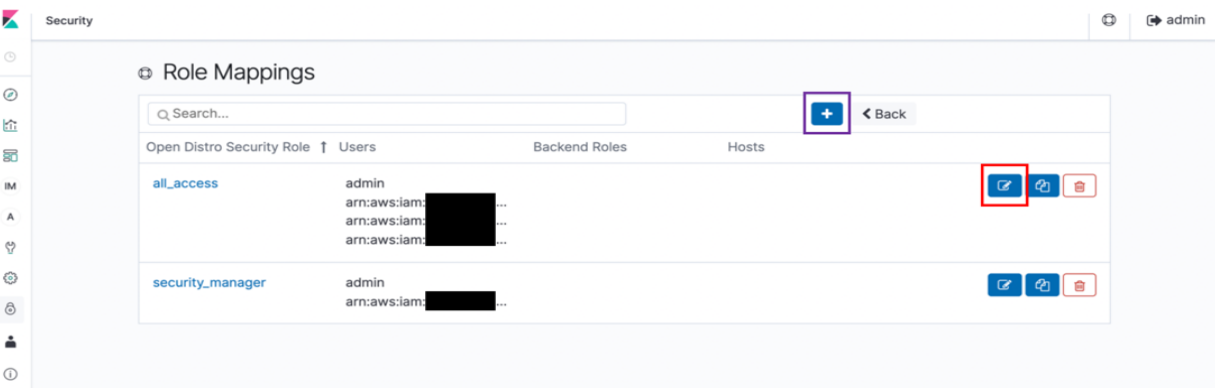 Security
admin
Role Mappings
Search...
+
Back
Open Distro Security Role ↑ Users Backend Roles Hosts
all_access
admin
arn:aws:iam: ...
arn:aws:iam: ...
arn:aws:iam: ...
IM
A
security_manager
admin
arn:aws:iam: ...